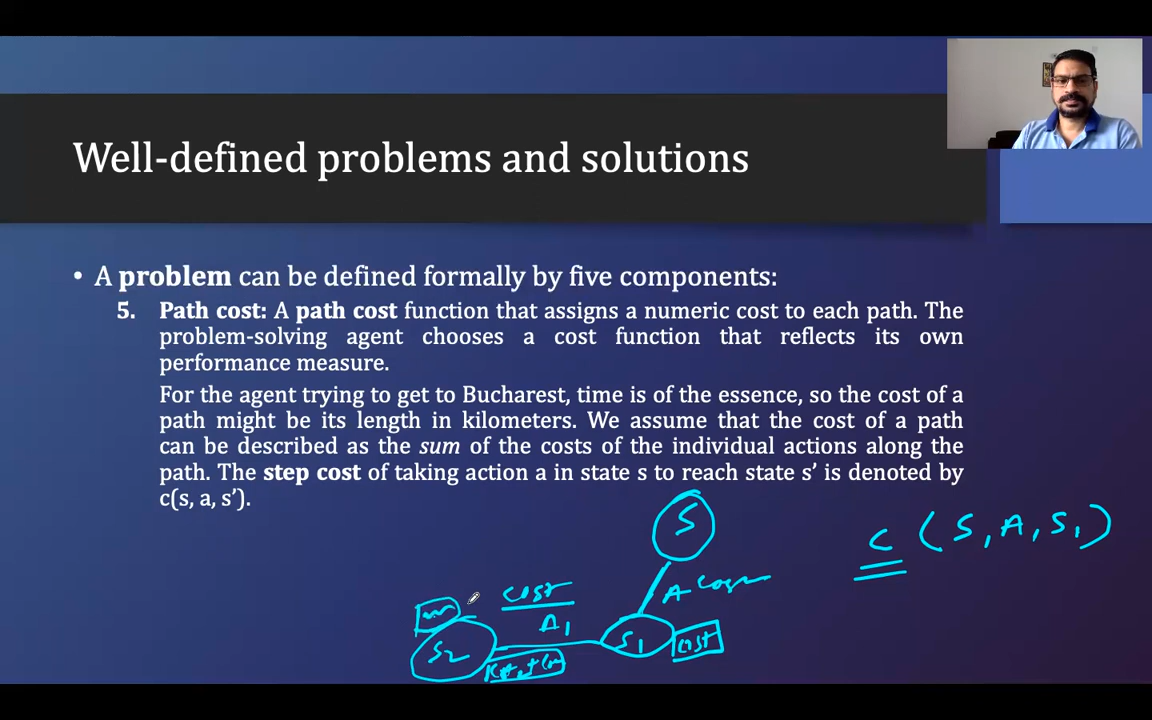 Well-defined problems and solutions
• A problem can be defined formally by five components:
5. Path cost: A path cost function that assigns a numeric cost to each path. The
problem-solving agent chooses a cost function that reflects its own
performance measure.
For the agent trying to get to Bucharest, time is of the essence, so the cost of a
path might be its length in kilometers. We assume that the cost of a path
can be described as the sum of the costs of the individual actions along the
path. The step cost of taking action a in state s to reach state s’ is denoted by
c(s, a, s’).
S
C (S, A, S1)
A
cost
A1
S2
S1
cost